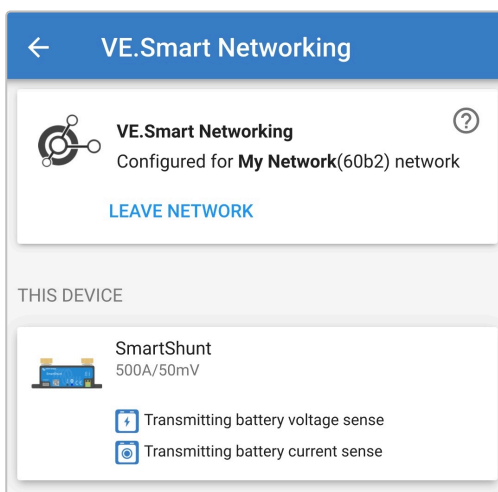 VE.Smart Networking
VE.Smart Networking
Configured for My Network(60b2) network
LEAVE NETWORK
THIS DEVICE
SmartShunt
500A/50mV
Transmitting battery voltage sense
Transmitting battery current sense